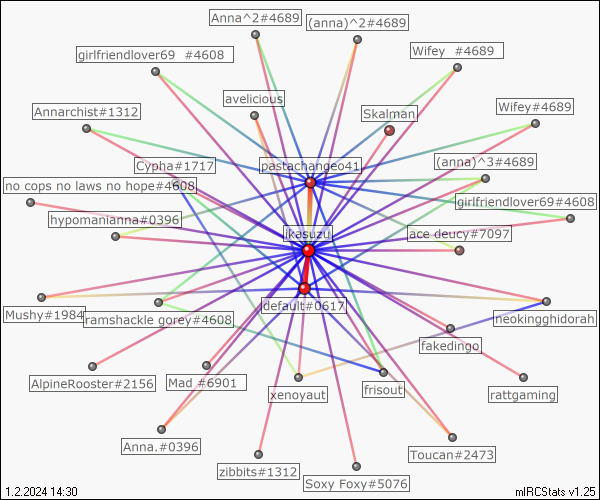 Anna^2#4689
(anna)^2#4689
girlfriendlover69  #4608
Wifey  #4689
avelicious
Annarchist#1312
Skalman
Wifey#4689
pastachangeo41
Cypha#1717
(anna)^3#4689
no cops no laws no hope#4608
girlfriendlover69#4608
hypomanianna#0396
ikasuzu
ace deucy#7097
default#0617
Mushy#1984
ramshackle gorey#4608
neokingghidorah
fakedingo
AlpineRooster#2156
Mad #6901
xenoyaut
frisout
rattgaming
Anna.#0396
Toucan#2473
zibbits#1312
Soxy Foxy#5076
1.2.2024 14:30
mIRCStats v1.25